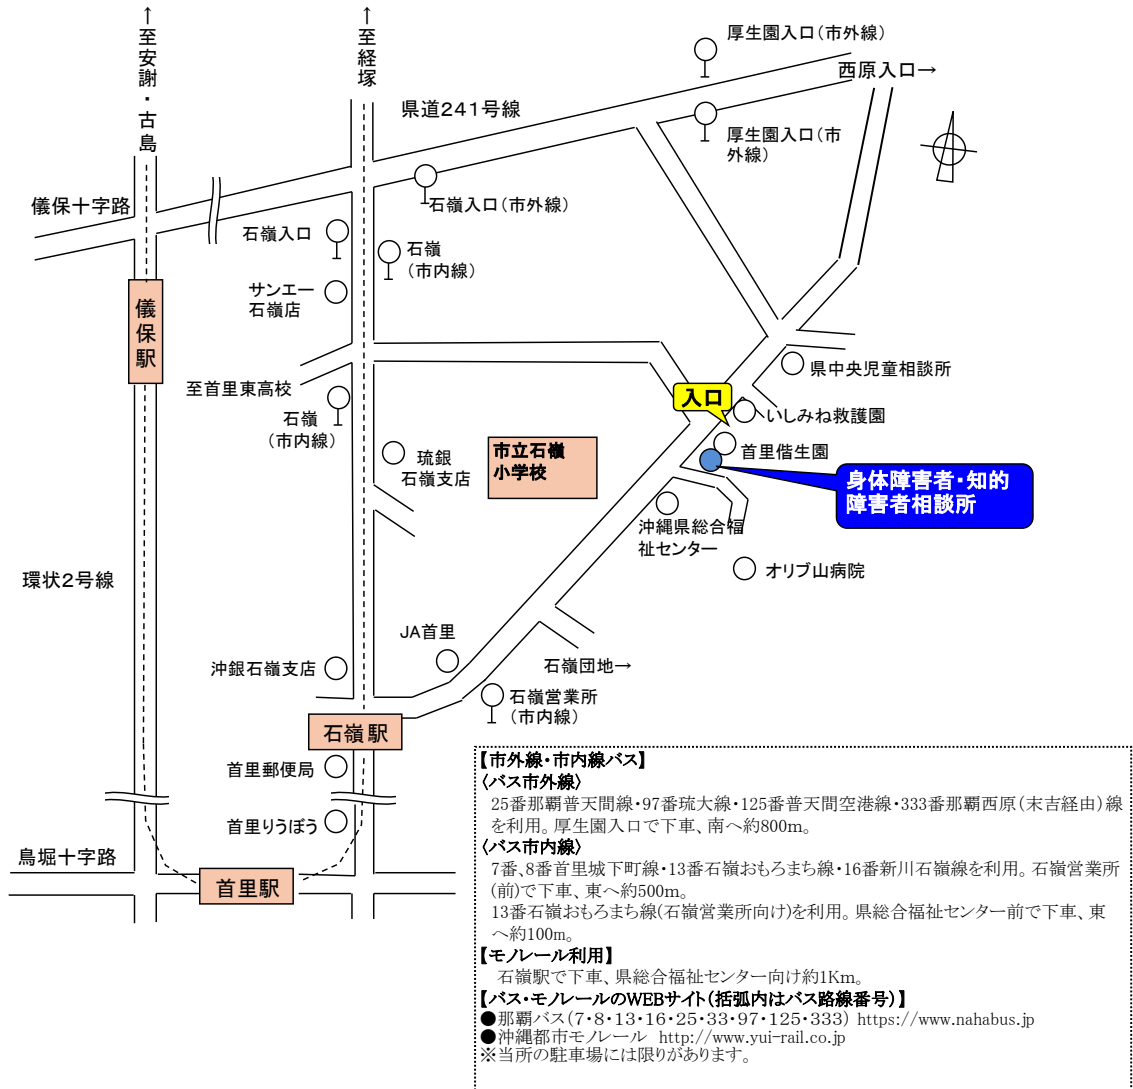 ↑至安謝・古島
↑至経塚
厚生園入口(市外線)
西原入口→
県道241号線
厚生園入口(市
外線)
儀保十字路
石嶺入口(市外線)
石嶺入口
石嶺
(市内線)
サンエー
石嶺店
儀保駅
至首里東高校
県中央児童相談所
入口
いしみね救護園
石嶺
(市内線)
市立石嶺
小学校
首里偕生園
琉銀
石嶺支店
身体障害者・知的
障害者相談所
沖縄県総合福
祉センター
オリブ山病院
環状2号線
JA首里
沖銀石嶺支店
石嶺団地→
石嶺営業所
(市内線)
石嶺駅
首里郵便局
首里りうぼう
鳥堀十字路
首里駅
【市外線・市内線バス】
〈バス市外線〉
25番那覇普天間線・97番琉大線・125番普天間空港線・333番那覇西原(末吉経由)線
を利用。厚生園入口で下車、南へ約800m。
〈バス市内線〉
7番、8番首里城下町線・13番石嶺おもろまち線・16番新川石嶺線を利用。石嶺営業所
(前)で下車、東へ約500m。
13番石嶺おもろまち線(石嶺営業所向け)を利用。県総合福祉センター前で下車、東
へ約100m。
【モノレール利用】
石嶺駅で下車、県総合福祉センター向け約1Km。
【バス・モノレールのWEBサイト(括弧内はバス路線番号)】
●那覇バス(7・8・13・16・25・33・97・125・333) https://www.nahabus.jp
●沖縄都市モノレール http://www.yui-rail.co.jp
※当所の駐車場には限りがあります。